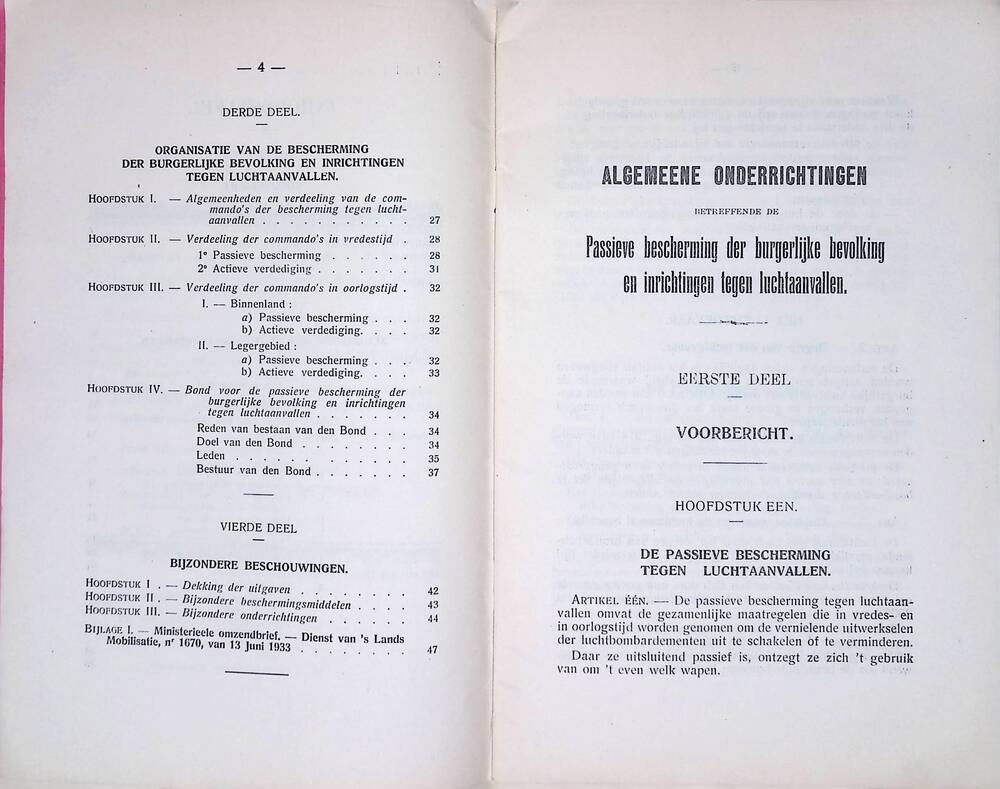 — 4 —
DERDE DEEL.
ORGANISATIE VAN DE BESCHERMING
DER BURGERLIJKE BEVOLKING EN INRICHTINGEN
TEGEN LUCHTAANVALLEN.
HOOFDSTUK I. — Algemeenheden en verdeeling van de com-
mando's der bescherming tegen lucht-
aanvallen . . . . . . . . . . . 27
HOOFDSTUK II. — Verdeeling der commando's in vredestijd . 28
1º Passieve bescherming . . . . . . 28
2º Actieve verdediging . . . . . . . 31
HOOFDSTUK III. — Verdeeling der commando's in oorlogstijd . 32
I. — Binnenland :
a) Passieve bescherming . . . 32
b) Actieve verdediging. . . . 32
II. — Legergebied :
a) Passieve bescherming . . . 32
b) Actieve verdediging. . . . 33
HOOFDSTUK IV. — Bond voor de passieve bescherming der
burgerlijke bevolking en inrichtingen
tegen luchtaanvallen . . . . . . . 34
Reden van bestaan van den Bond . . . 34
Doel van den Bond . . . . . . . . 34
Leden . . . . . . . . . . . . 35
Bestuur van den Bond . . . . . . . 37
VIERDE DEEL
BIJZONDERE BESCHOUWINGEN.
HOOFDSTUK I . — Dekking der uitgaven . . . . . . . . 42
HOOFDSTUK II . — Bijzondere beschermingsmiddelen . . . . 43
HOOFDSTUK III. — Bijzondere onderrichtingen . . . . . . 44
BIJLAGE I. — Ministerieele omzendbrief. — Dienst van 's Lands
Mobilisatie, nr 1670, van 13 Juni 1933 . . . . . . . . 47
ALGEMEENE ONDERRICHTINGEN
BETREFFENDE DE
Passieve bescherming der burgerlijke bevolking
en inrichtingen tegen luchtaanvallen.
EERSTE DEEL
VOORBERICHT.
HOOFDSTUK EEN.
DE PASSIEVE BESCHERMING
TEGEN LUCHTAANVALLEN.
ARTIKEL ÉÉN. — De passieve bescherming tegen luchtaan-
vallen omvat de gezamenlijke maatregelen die in vredes- en
in oorlogstijd worden genomen om de vernielende uitwerkselen
der luchtbombardementen uit te schakelen of te verminderen.
Daar ze uitsluitend passief is, ontzegt ze zich 't gebruik
van om 't even welk wapen.